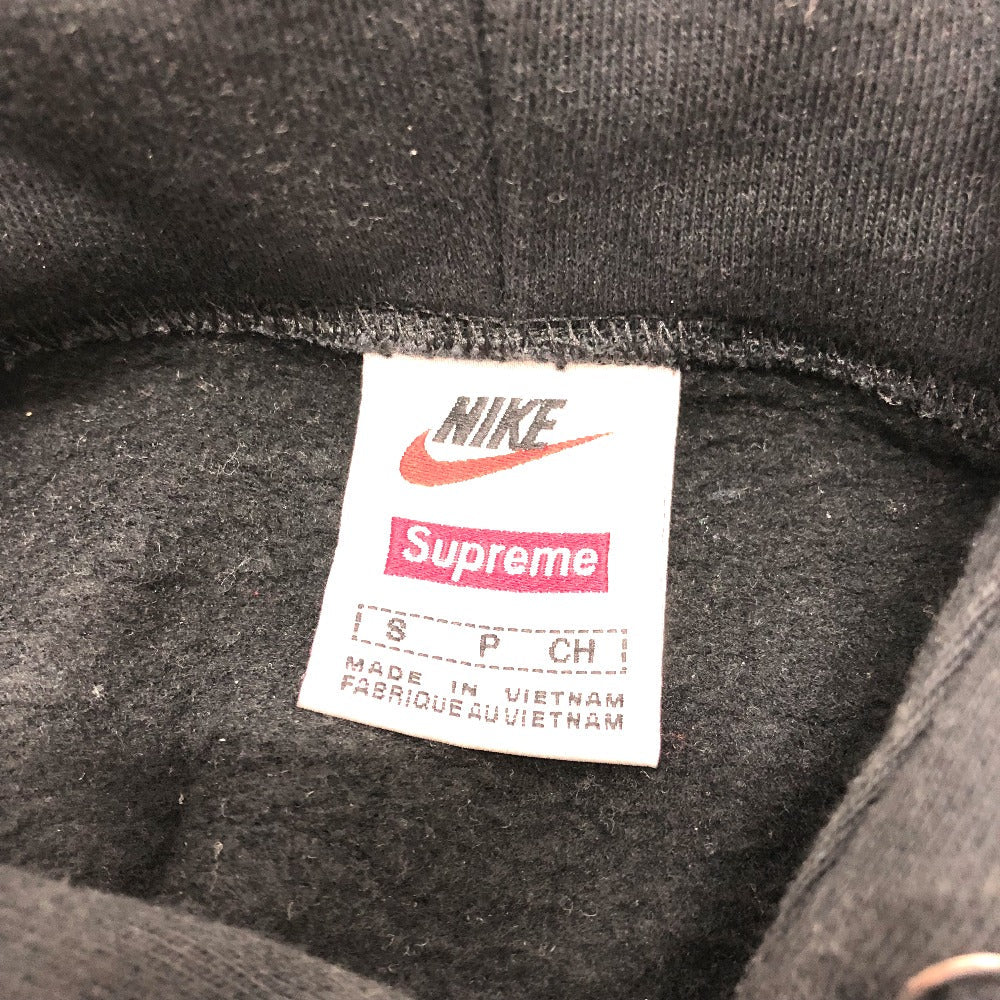 NIKE
Supreme
S P CH
MADE IN VIETNAM
FABRIQUE AU VIETNAM